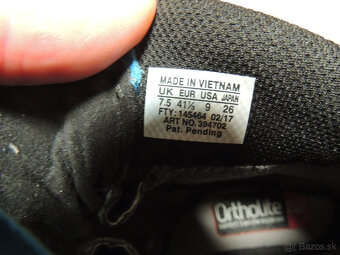 MADE IN VIETNAM
UK EUR USA JAPAN
7.5 41½ 9 26
FTY: 145464 02/17
ART NO. 394702
Pat. Pending
Ortholite
© Bazos.sk